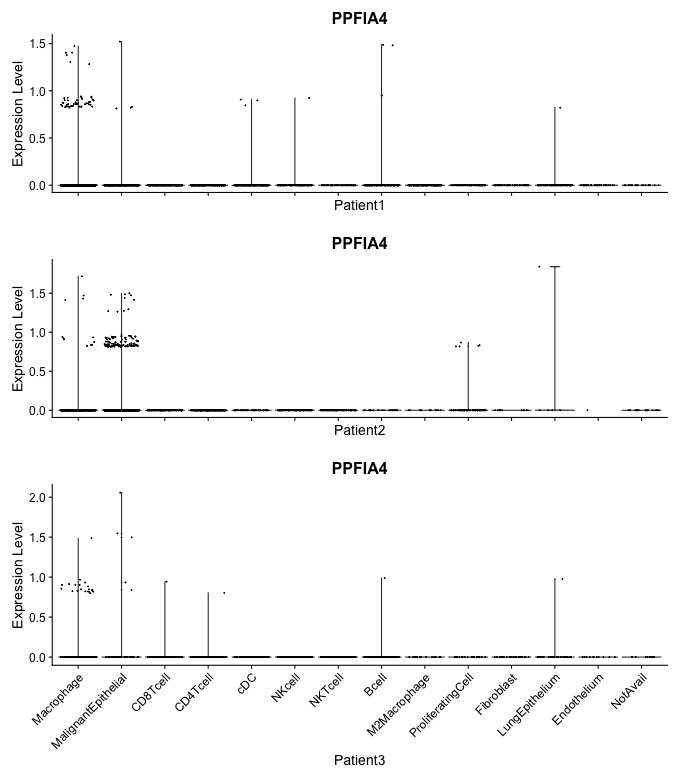 PPFIA4
Expression Level
1.5
1.0
0.5
0.0
Patient1
PPFIA4
Expression Level
1.5
1.0
0.5
0.0
Patient2
PPFIA4
Expression Level
2.0
1.5
1.0
0.5
0.0
Macrophage
MalignantEpithelial
CD8Tcell
CD4Tcell
cDC
NKcell
NKTcell
Bcell
M2Macrophage
ProliferatingCell
Fibroblast
LungEpithelium
Endothelium
NotAvail
Patient3